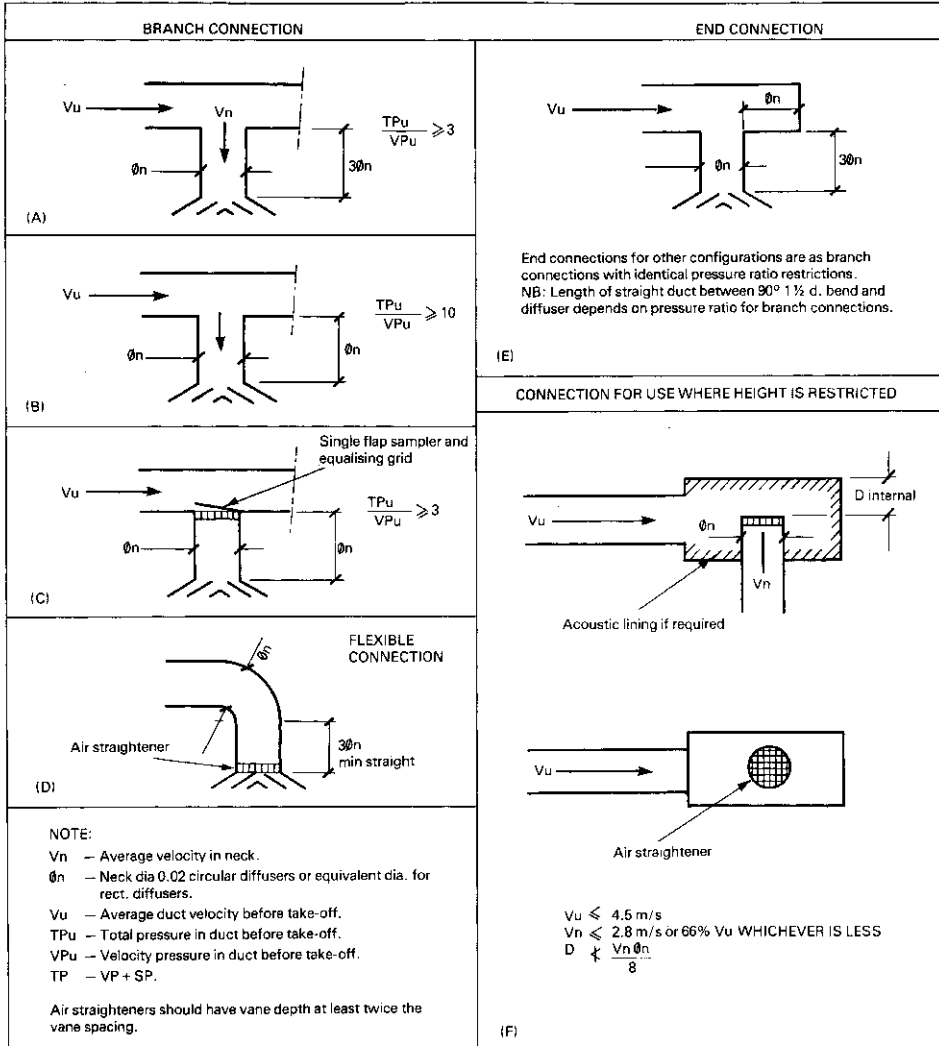 BRANCH CONNECTION
Vu
Vn
TPu
VPu
⩾ 3
Øn
3Øn
(A)
Vu
TPu
VPu
⩾ 10
Øn
Øn
(B)
Single flap sampler and
equalising grid
Vu
TPu
VPu
⩾ 3
Øn
Øn
(C)
FLEXIBLE
CONNECTION
Øn
Air straightener
3Øn
min straight
(D)
NOTE:
Vn – Average velocity in neck.
Øn – Neck dia 0.02 circular diffusers or equivalent dia. for
rect. diffusers.
Vu – Average duct velocity before take-off.
TPu – Total pressure in duct before take-off.
VPu – Velocity pressure in duct before take-off.
TP – VP + SP.
Air straighteners should have vane depth at least twice the
vane spacing.
END CONNECTION
Øn
Vu
Øn
3Øn
End connections for other configurations are as branch
connections with identical pressure ratio restrictions.
NB: Length of straight duct between 90° 1½ d. bend and
diffuser depends on pressure ratio for branch connections.
(E)
CONNECTION FOR USE WHERE HEIGHT IS RESTRICTED
D internal
Vu
Øn
Vn
Acoustic lining if required
Vu
Air straightener
Vu ⩽ 4.5 m/s
Vn ⩽ 2.8 m/s or 66% Vu WHICHEVER IS LESS
D ≮ Vn Øn
8
(F)